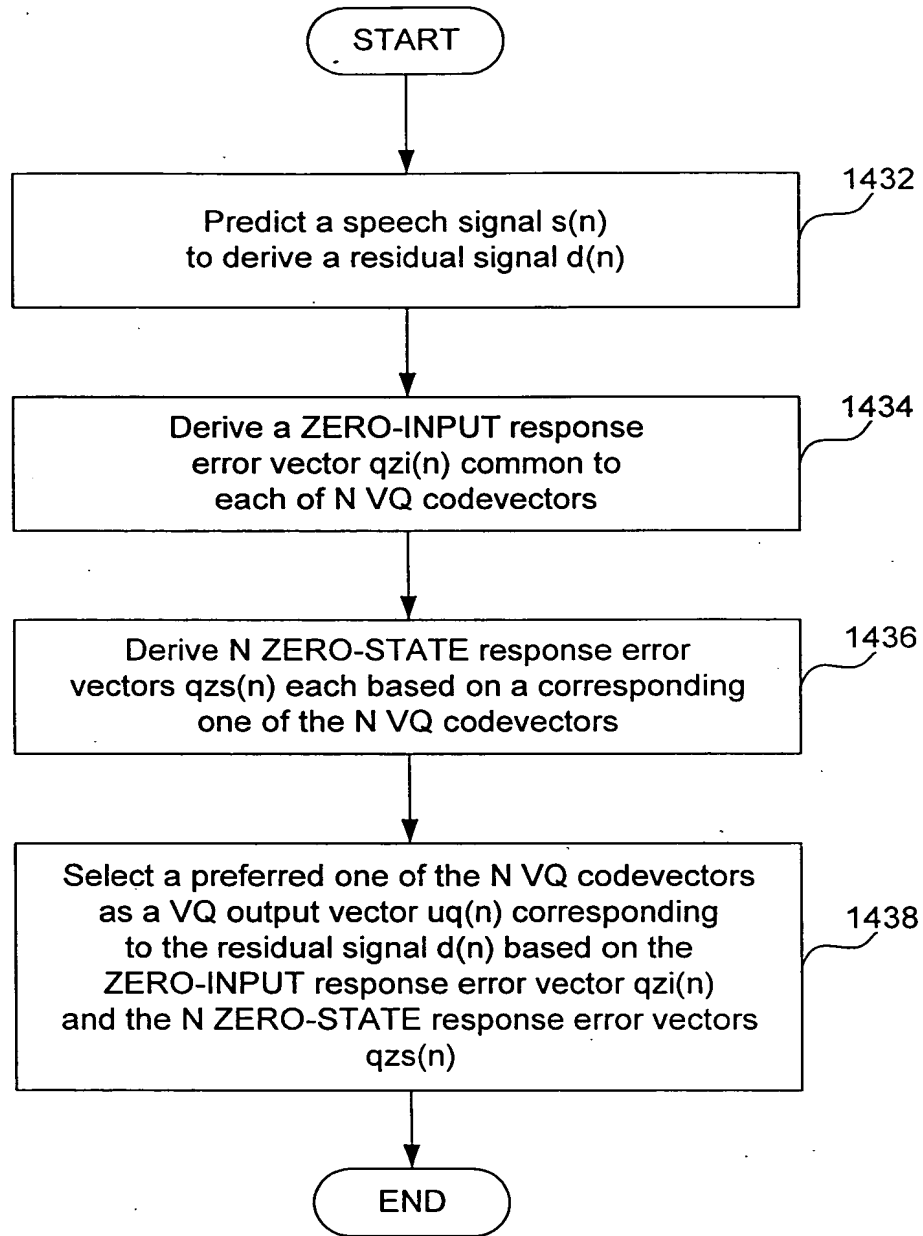 START
1432
Predict a speech signal s(n)
to derive a residual signal d(n)
1434
Derive a ZERO-INPUT response
error vector qzi(n) common to
each of N VQ codevectors
1436
Derive N ZERO-STATE response error
vectors qzs(n) each based on a corresponding
one of the N VQ codevectors
1438
Select a preferred one of the N VQ codevectors
as a VQ output vector uq(n) corresponding
to the residual signal d(n) based on the
ZERO-INPUT response error vector qzi(n)
and the N ZERO-STATE response error vectors
qzs(n)
END